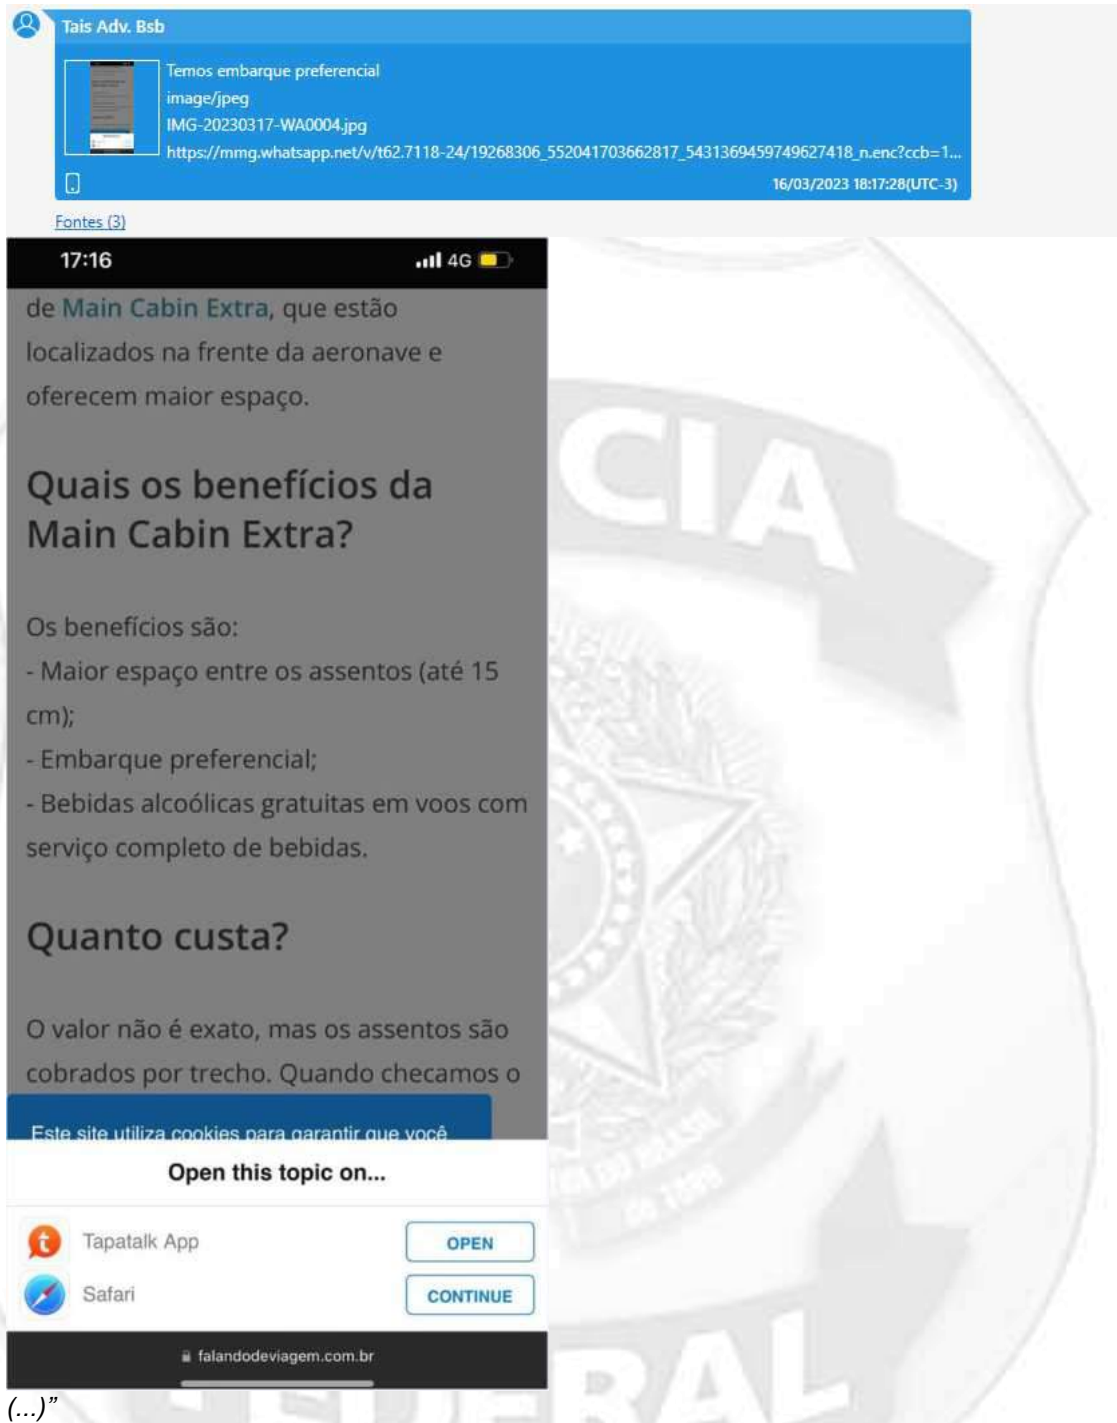 Tais Adv. Bsb
Temos embarque preferencial
image/jpeg
IMG-20230317-WA0004.jpg
https://mmg.whatsapp.net/v/t62.7118-24/19268306_552041703662817_5431369459749627418_n.enc?ccb=1...
16/03/2023 18:17:28(UTC-3)
Fontes (3)
17:16
4G
de Main Cabin Extra, que estão
localizados na frente da aeronave e
oferecem maior espaço.
Quais os benefícios da
Main Cabin Extra?
Os benefícios são:
- Maior espaço entre os assentos (até 15
cm);
- Embarque preferencial;
- Bebidas alcoólicas gratuitas em voos com
serviço completo de bebidas.
Quanto custa?
O valor não é exato, mas os assentos são
cobrados por trecho. Quando checamos o
Este site utiliza cookies para garantir que você
Open this topic on...
Tapatalk App
OPEN
Safari
CONTINUE
falandodeviagem.com.br
(...)”